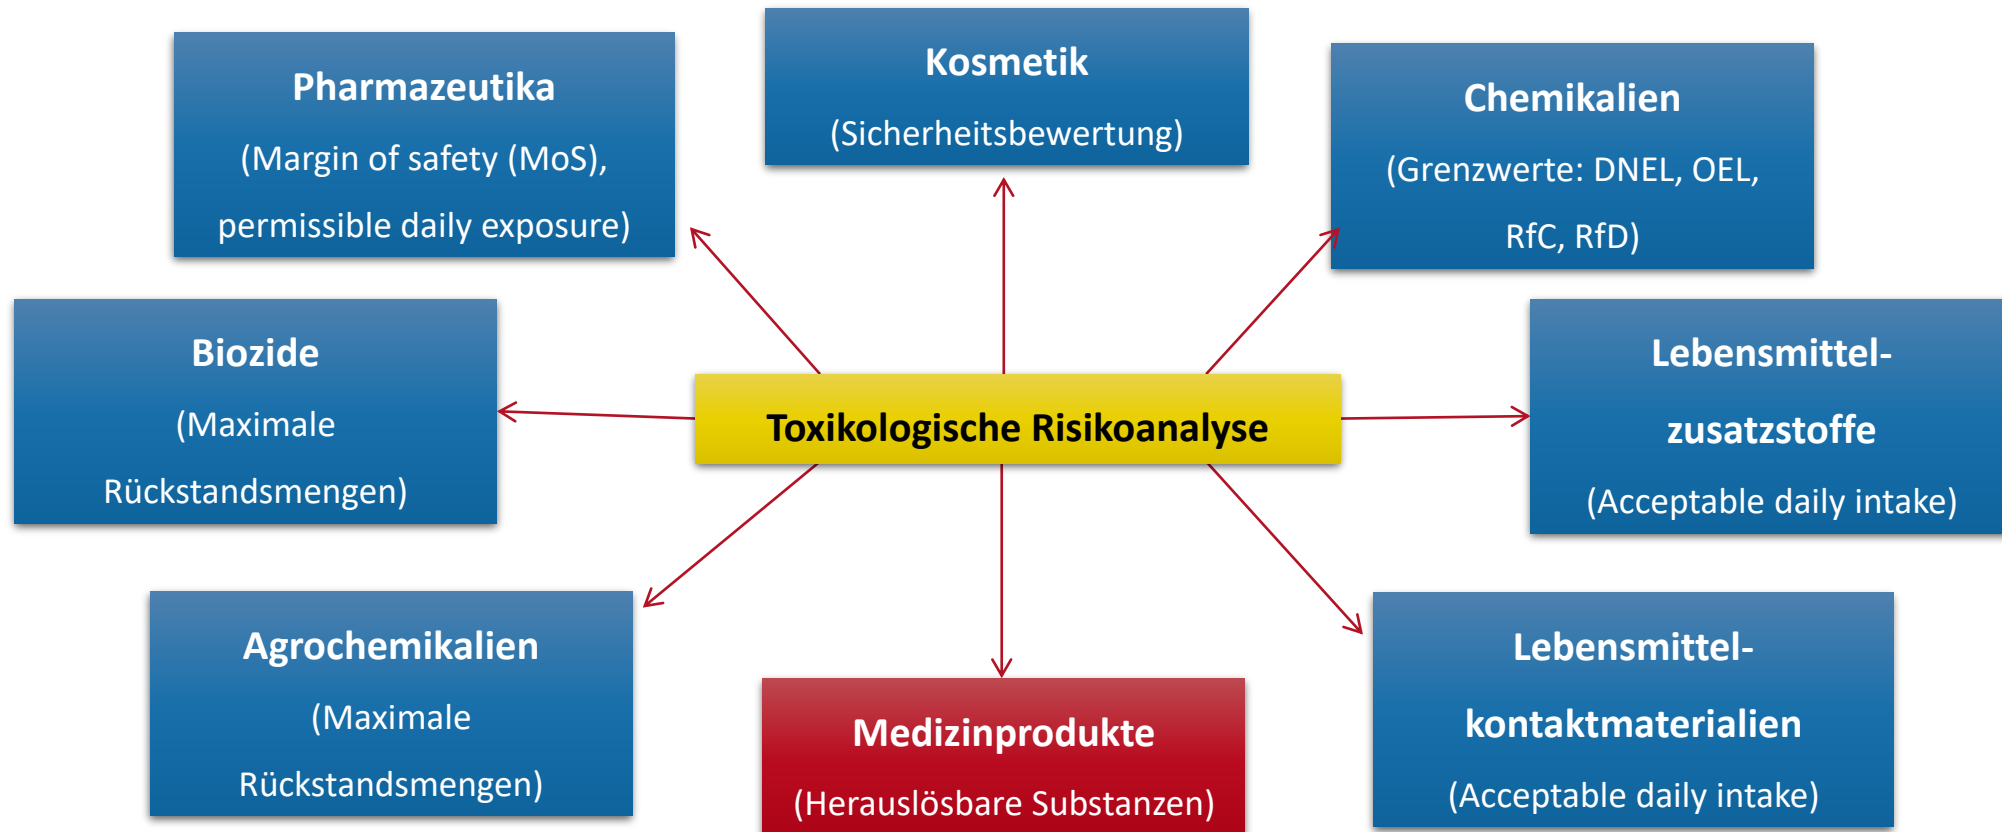 Pharmazeutika
(Margin of safety (MoS),
permissible daily exposure)
Kosmetik
(Sicherheitsbewertung)
Chemikalien
(Grenzwerte: DNEL, OEL,
RfC, RfD)
Biozide
(Maximale
Rückstandsmengen)
Toxikologische Risikoanalyse
Lebensmittel-
zusatzstoffe
(Acceptable daily intake)
Agrochemikalien
(Maximale
Rückstandsmengen)
Medizinprodukte
(Herauslösbare Substanzen)
Lebensmittel-
kontaktmaterialien
(Acceptable daily intake)